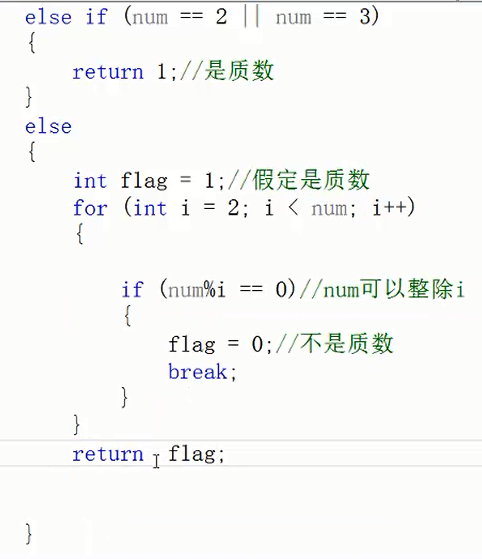 else if (num == 2 || num == 3)
{
return 1;//是质数
}
else
{
int flag = 1;//假定是质数
for (int i = 2; i < num; i++)
{
if (num%i == 0)//num可以整除i
{
flag = 0;//不是质数
break;
}
}
return  flag;
}